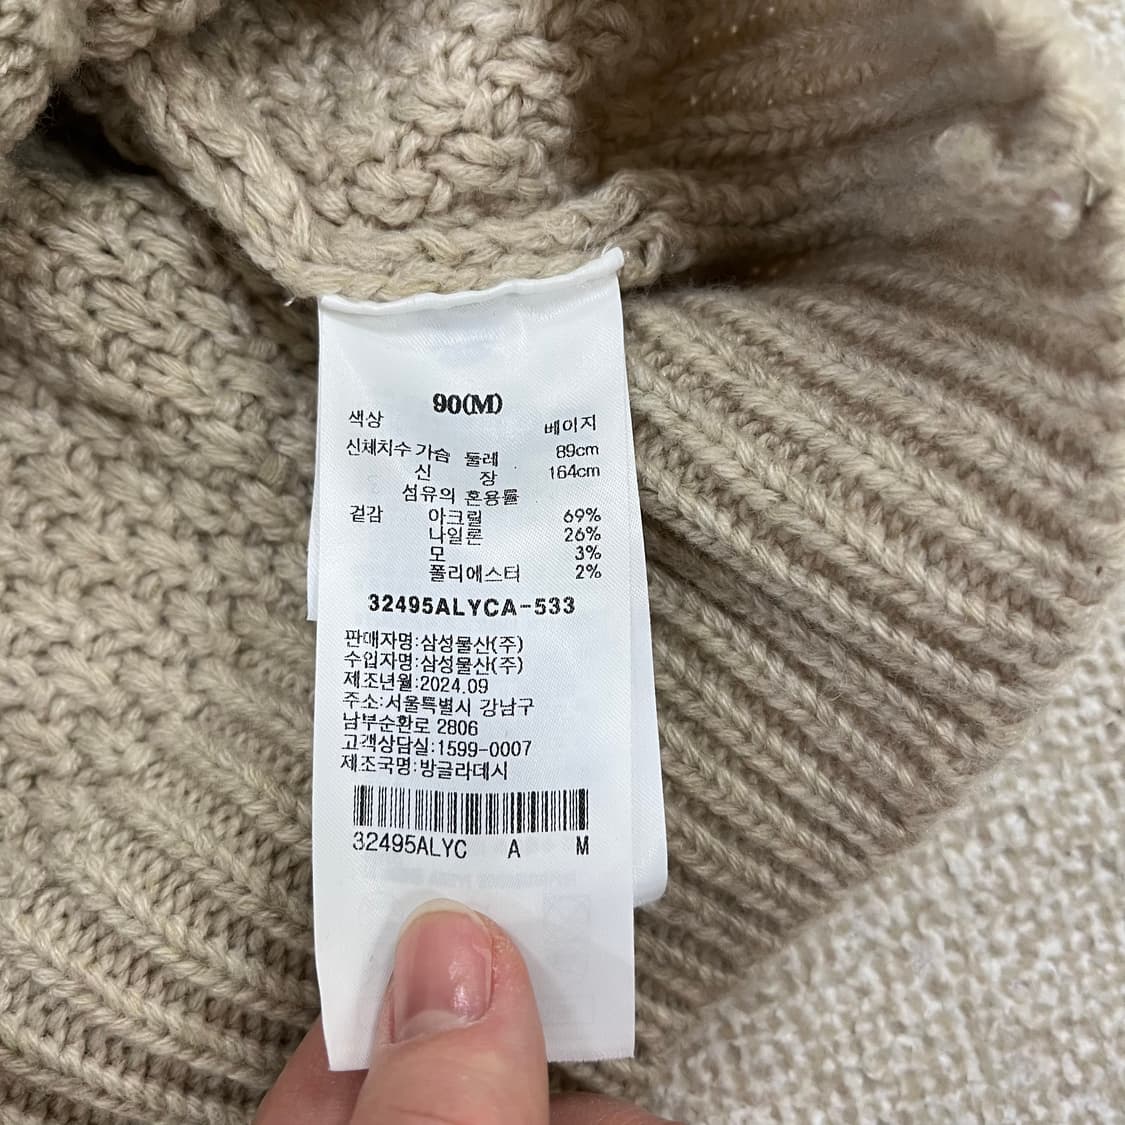 90(M)
색상 베이지
신체치수 가슴 둘레 89cm
신 장 164cm
섬유의 혼용률
겉감 아크릴 69%
나일론 26%
모 3%
폴리에스터 2%
32495ALYCA-533
판매자명:삼성물산(주)
수입자명:삼성물산(주)
제조년월:2024.09
주소:서울특별시 강남구
남부순환로 2806
고객상담실:1599-0007
제조국명:방글라데시
32495ALYC A M